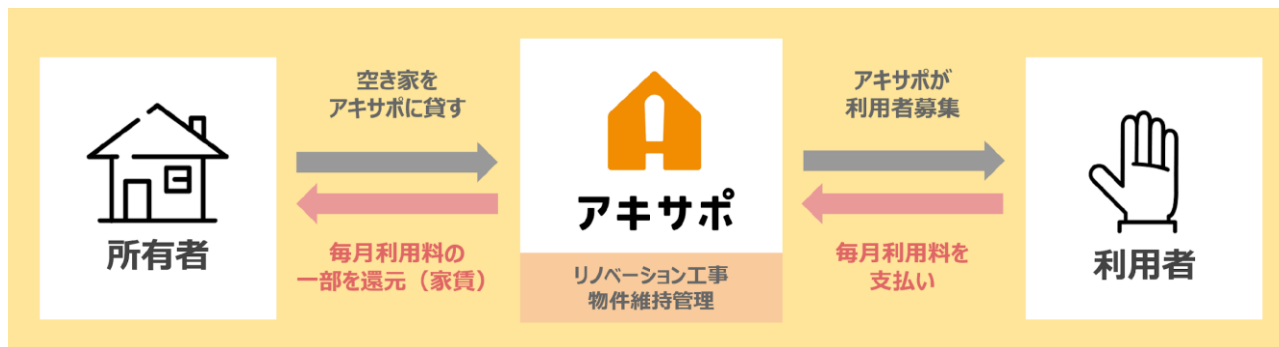 所有者
空き家を
アキサポに貸す
毎月利用料の
一部を還元（家賃）
アキサポ
リノベーション工事
物件維持管理
アキサポが
利用者募集
毎月利用料を
支払い
利用者